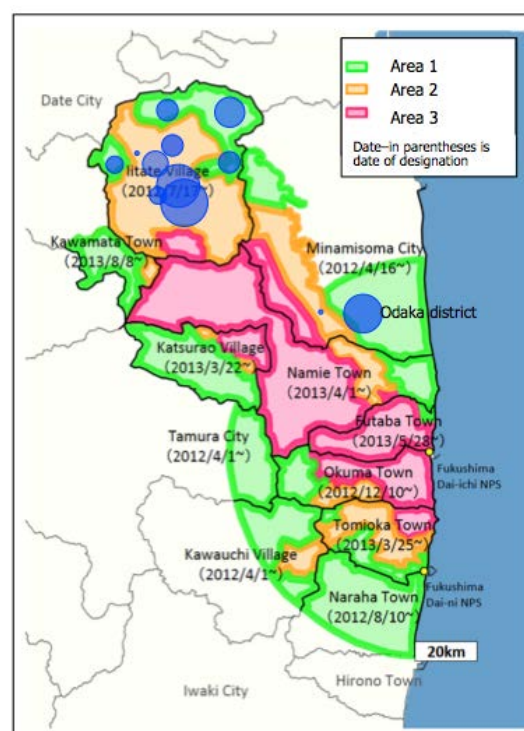 Area 1
Area 2
Area 3
Date–in parentheses is
date of designation
Date City
Iitate Village
(2012/7/17~)
Kawamata Town
(2013/8/8~)
Minamisoma City
(2012/4/16~)
Odaka district
Katsurao Village
(2013/3/22~)
Namie Town
(2013/4/1~)
Futaba Town
(2013/5/28~)
Tamura City
(2012/4/1~)
Okuma Town
(2012/12/10~)
Fukushima
Dai-ichi NPS
Tomioka Town
(2013/3/25~)
Kawauchi Village
(2012/4/1~)
Fukushima
Dai-ni NPS
Naraha Town
(2012/8/10~)
20km
Hirono Town
Iwaki City